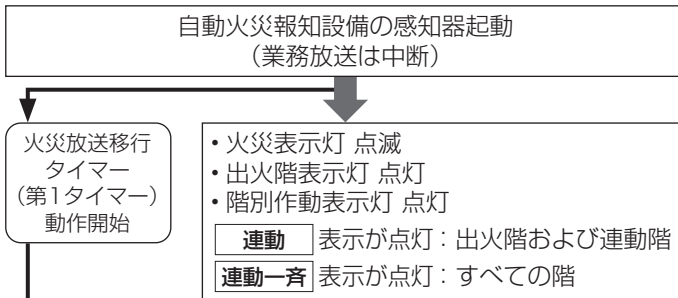 自動火災報知設備の感知器起動
（業務放送は中断）
火災放送移行
タイマー
（第1タイマー）
動作開始
・火災表示灯 点滅
・出火階表示灯 点灯
・階別作動表示灯 点灯
連動 表示が点灯：出火階および連動階
連動一斉 表示が点灯：すべての階